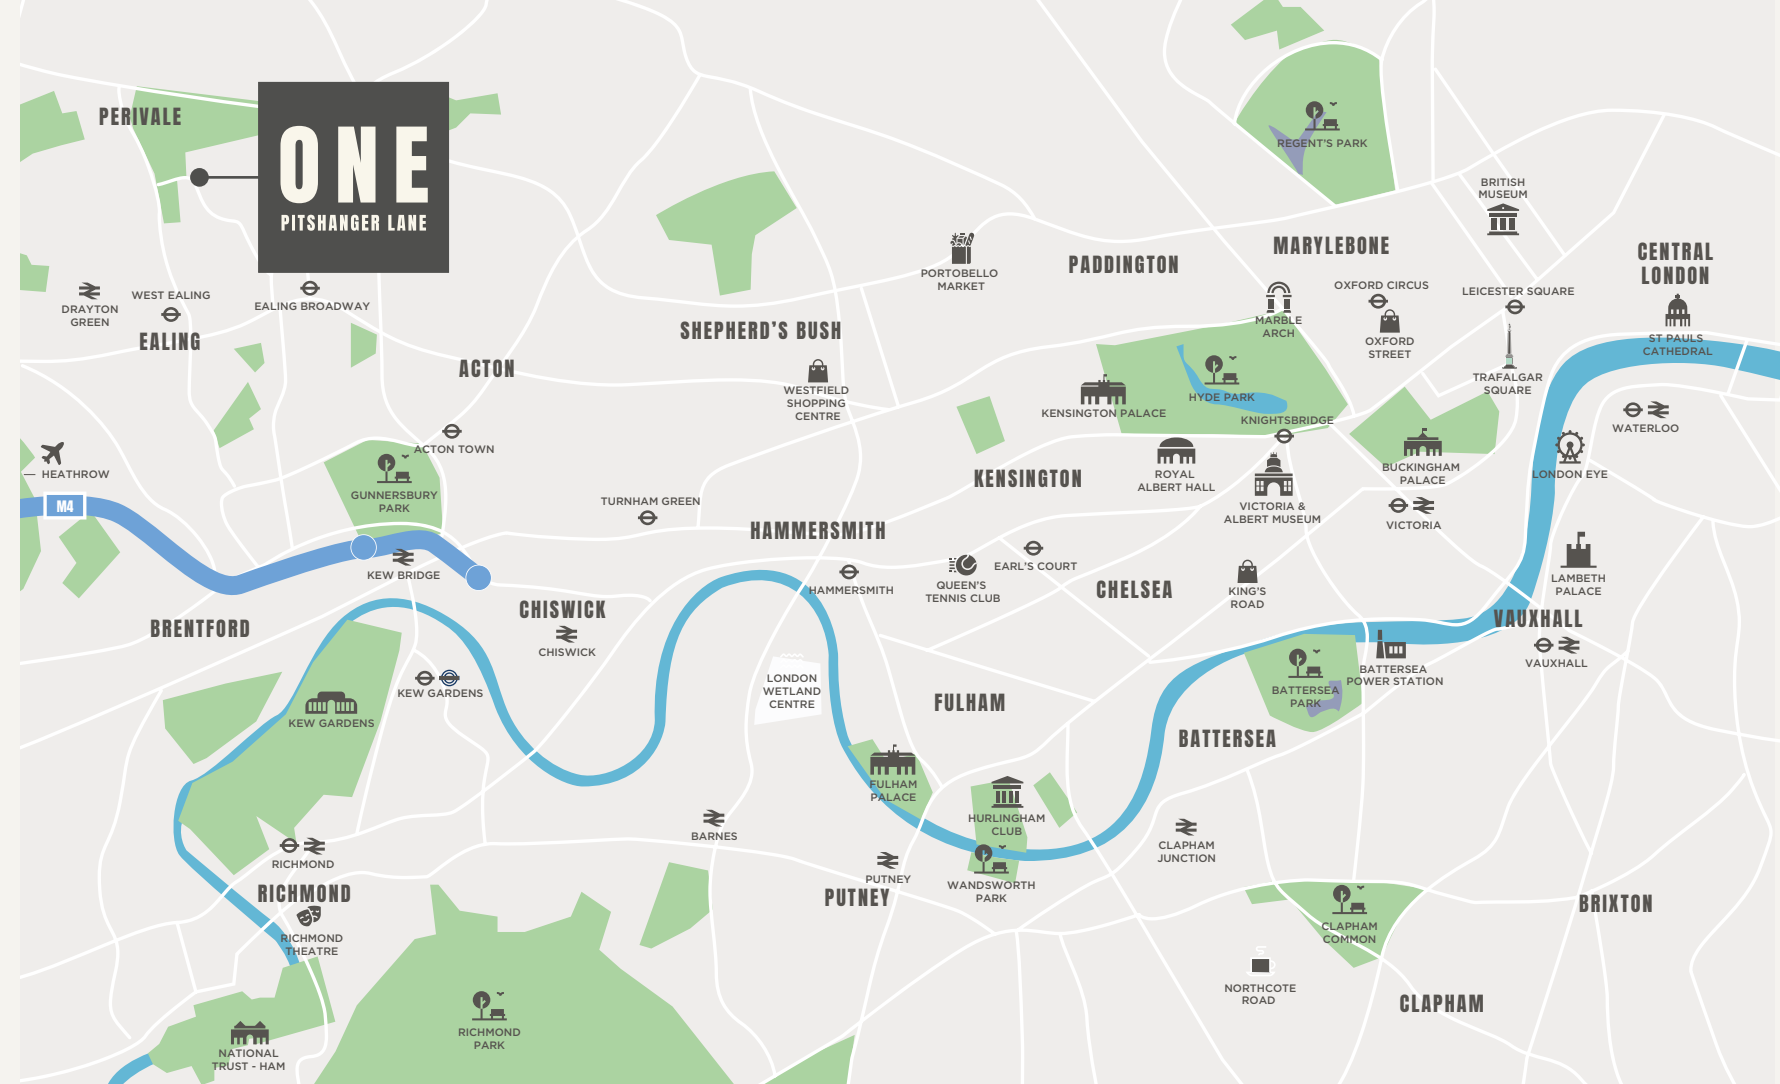 PERIVALE
ONE
PITSHANGER LANE
REGENT'S PARK
BRITISH
MUSEUM
MARYLEBONE
PADDINGTON
CENTRAL
LONDON
PORTOBELLO
MARKET
DRAYTON
GREEN
WEST EALING
EALING BROADWAY
EALING
OXFORD CIRCUS
LEICESTER SQUARE
MARBLE
ARCH
OXFORD
STREET
ST PAULS
CATHEDRAL
SHEPHERD'S BUSH
ACTON
WESTFIELD
SHOPPING
CENTRE
TRAFALGAR
SQUARE
HYDE PARK
KENSINGTON PALACE
KNIGHTSBRIDGE
WATERLOO
ACTON TOWN
HEATHROW
M4
GUNNERSBURY
PARK
TURNHAM GREEN
KENSINGTON
ROYAL
ALBERT HALL
BUCKINGHAM
PALACE
LONDON EYE
VICTORIA &
ALBERT MUSEUM
VICTORIA
HAMMERSMITH
KEW BRIDGE
HAMMERSMITH
QUEEN'S
TENNIS CLUB
EARL'S COURT
CHELSEA
KING'S
ROAD
LAMBETH
PALACE
BRENTFORD
CHISWICK
CHISWICK
VAUXHALL
VAUXHALL
KEW GARDENS
KEW GARDENS
LONDON
WETLAND
CENTRE
FULHAM
BATTERSEA
POWER STATION
BATTERSEA
PARK
BATTERSEA
FULHAM
PALACE
HURLINGHAM
CLUB
BARNES
CLAPHAM
JUNCTION
RICHMOND
RICHMOND
PUTNEY
PUTNEY
WANDSWORTH
PARK
BRIXTON
RICHMOND
THEATRE
CLAPHAM
COMMON
NORTHCOTE
ROAD
CLAPHAM
RICHMOND
PARK
NATIONAL
TRUST - HAM